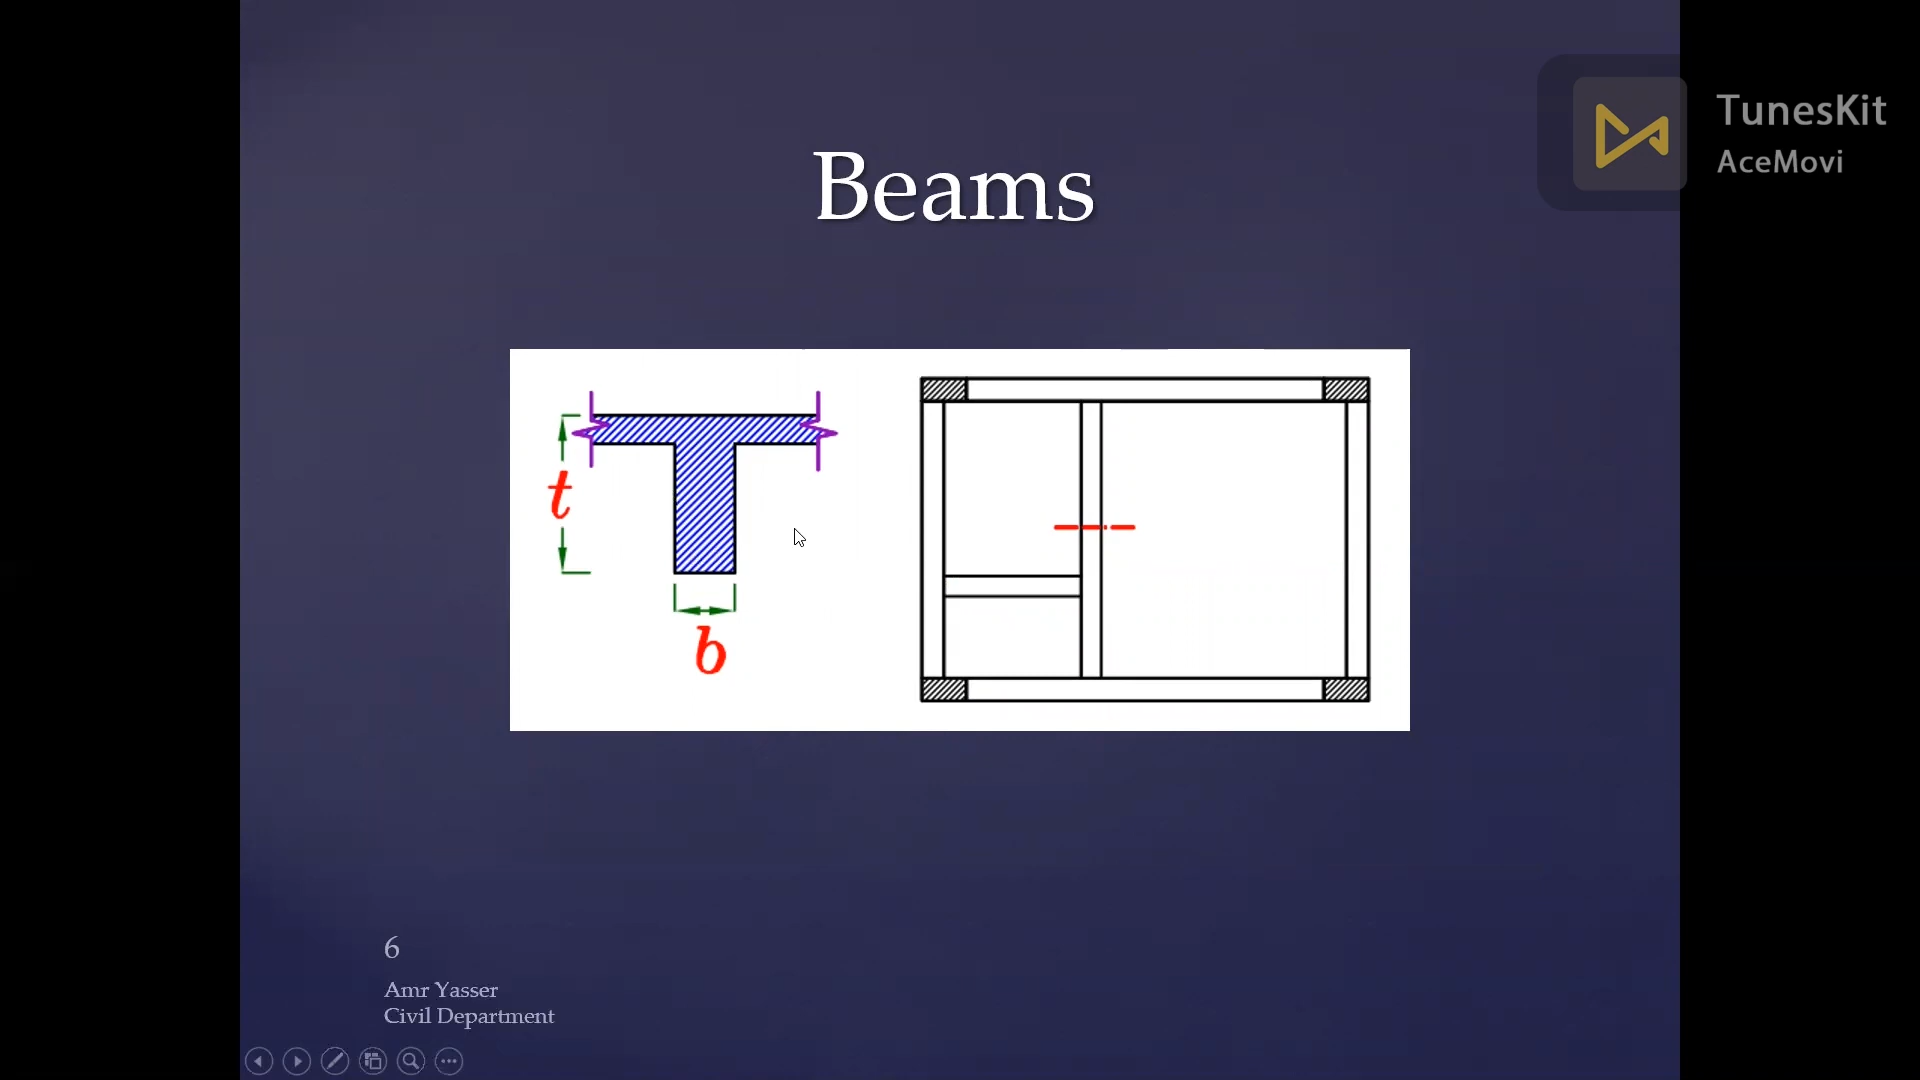 TunesKit
AceMovi
Beams
t
b
6
Amr Yasser
Civil Department